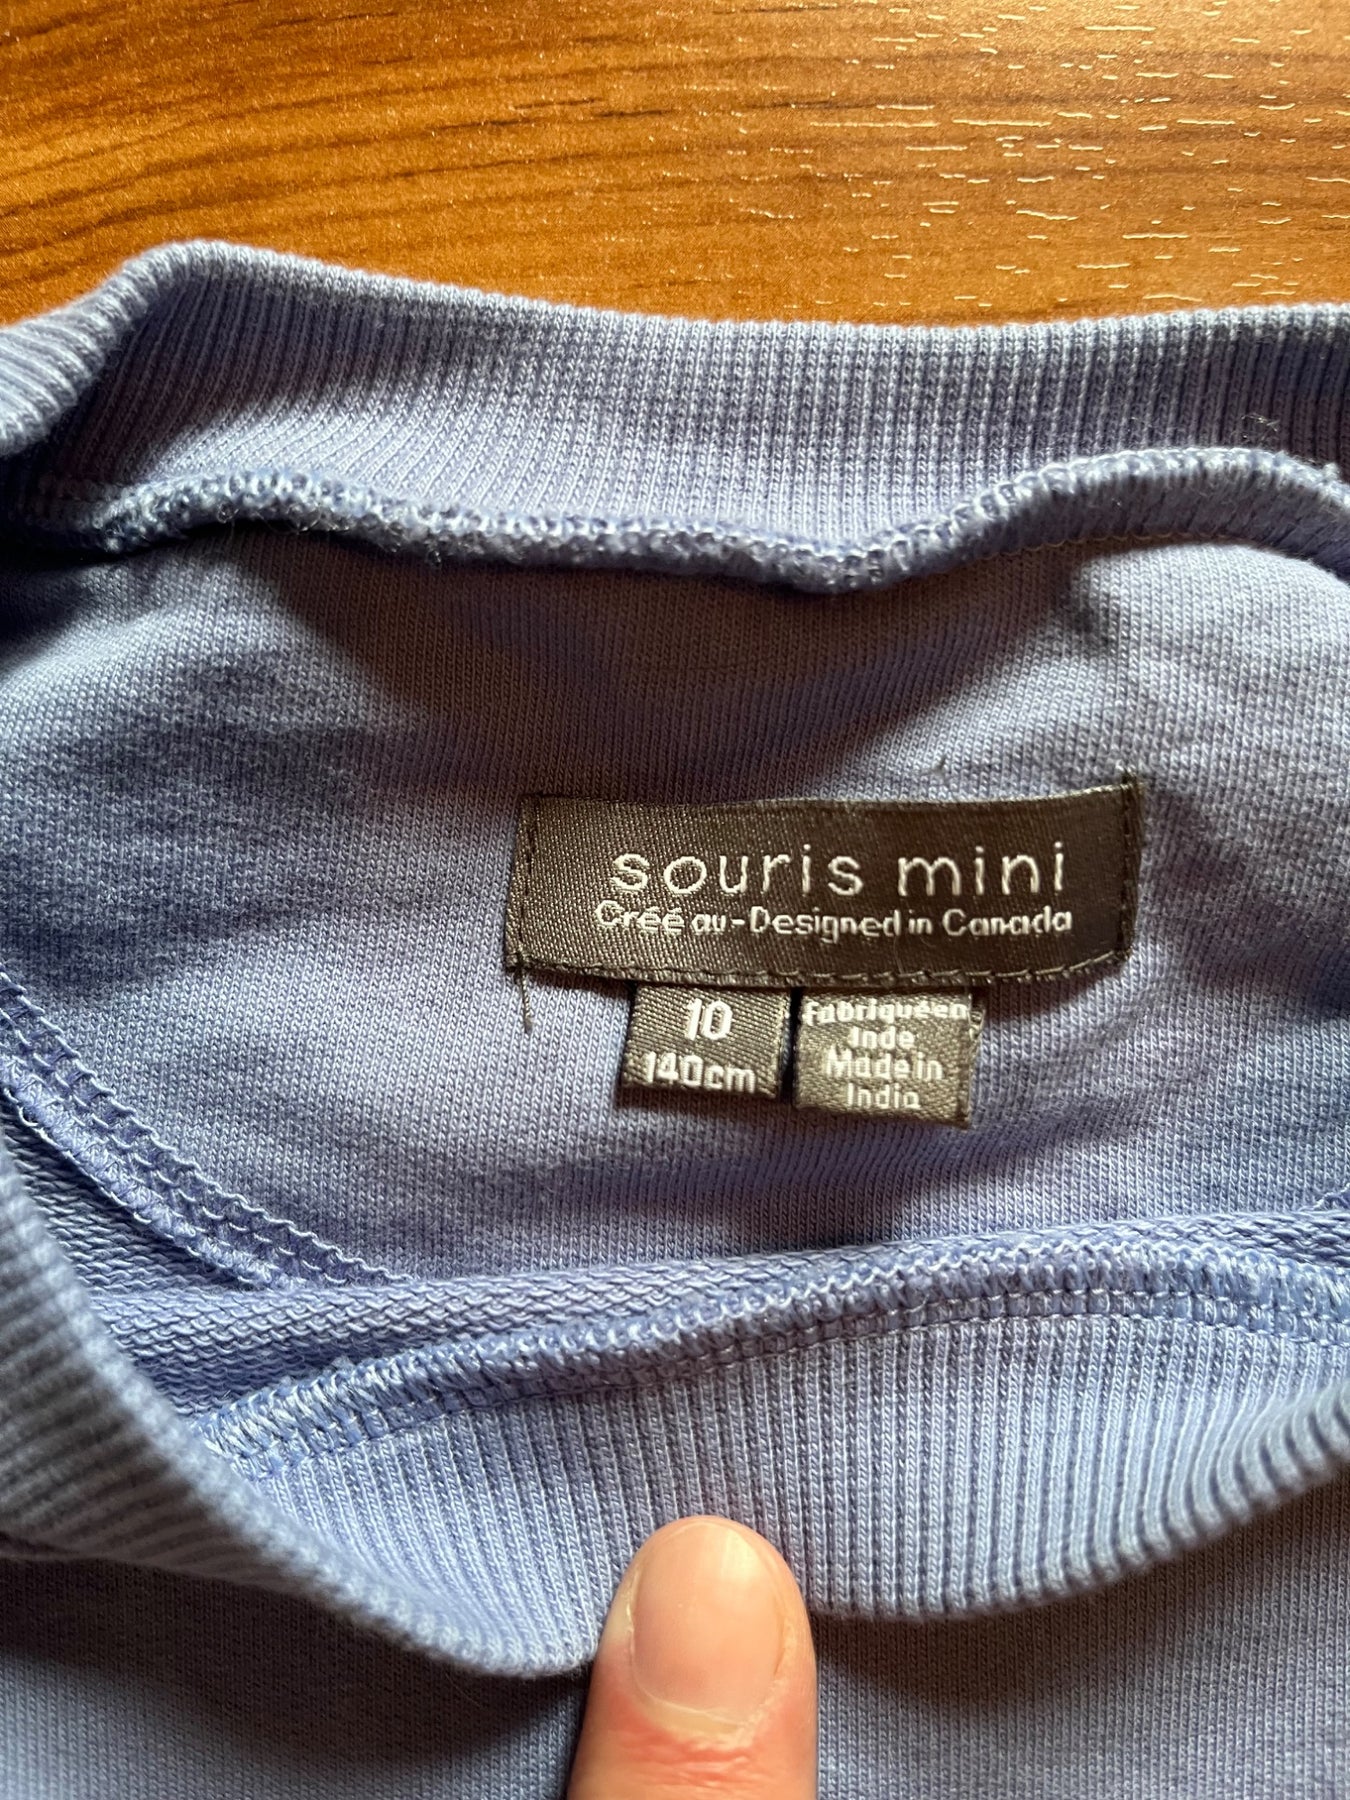 souris mini
Créé au-Designed in Canada
10
140cm
Fabriqué en
Inde
Made in
India